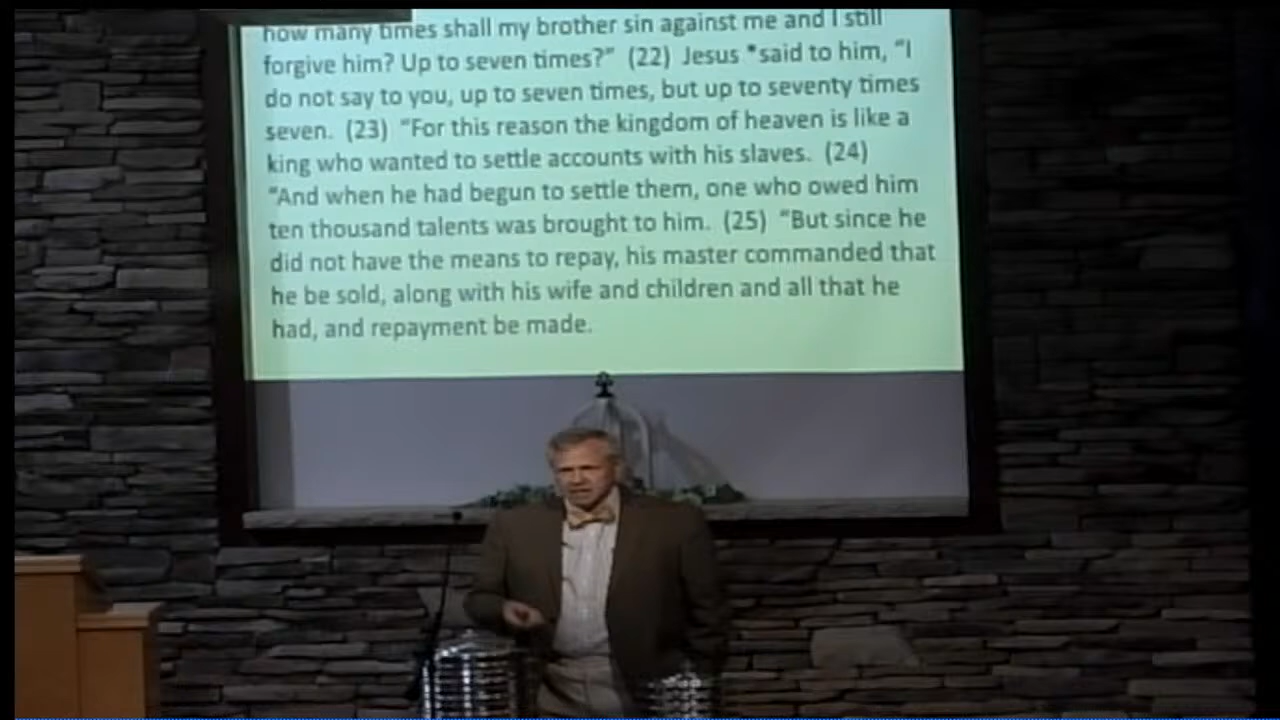 how many times shall my brother sin against me and I still
forgive him? Up to seven times?" (22) Jesus *said to him, "I
do not say to you, up to seven times, but up to seventy times
seven. (23) "For this reason the kingdom of heaven is like a
king who wanted to settle accounts with his slaves. (24)
"And when he had begun to settle them, one who owed him
ten thousand talents was brought to him. (25) "But since he
did not have the means to repay, his master commanded that
he be sold, along with his wife and children and all that he
had, and repayment be made.